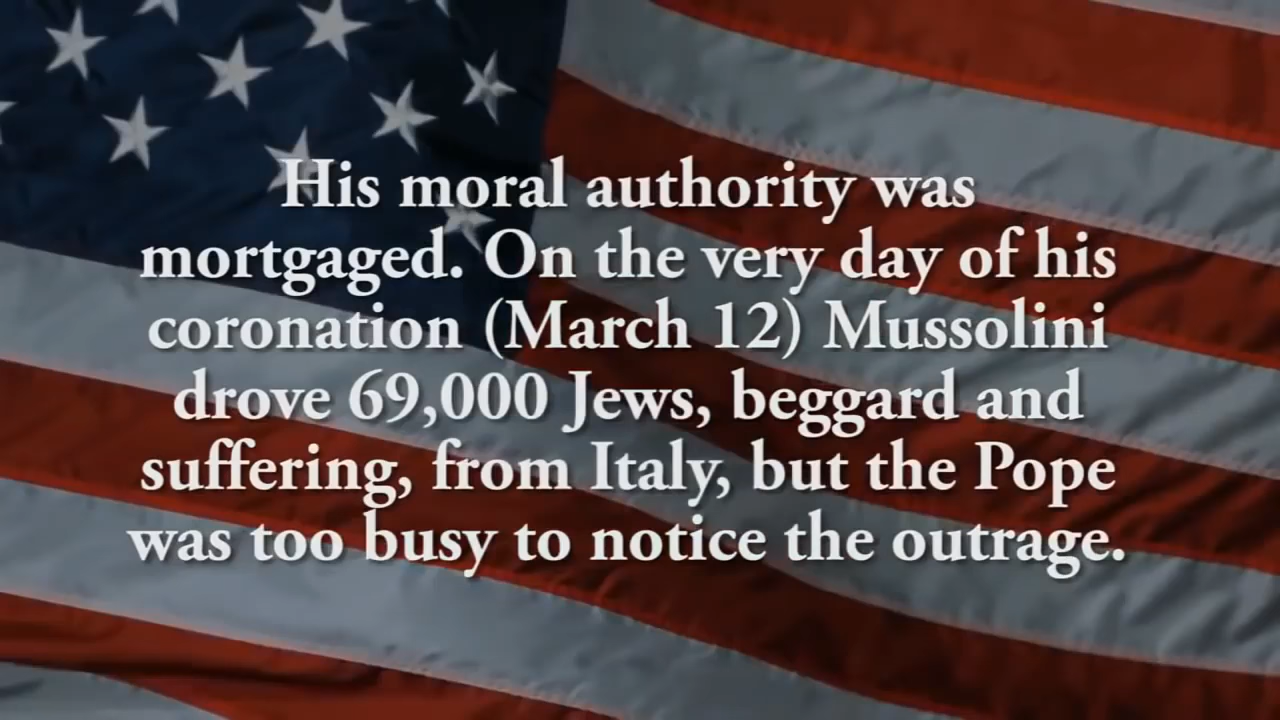 His moral authority was
mortgaged. On the very day of his
coronation (March 12) Mussolini
drove 69,000 Jews, beggard and
suffering, from Italy, but the Pope
was too busy to notice the outrage.